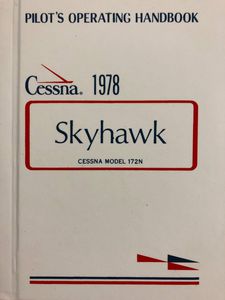 PILOT'S OPERATING HANDBOOK
Cessna® 1978
Skyhawk
CESSNA MODEL 172N